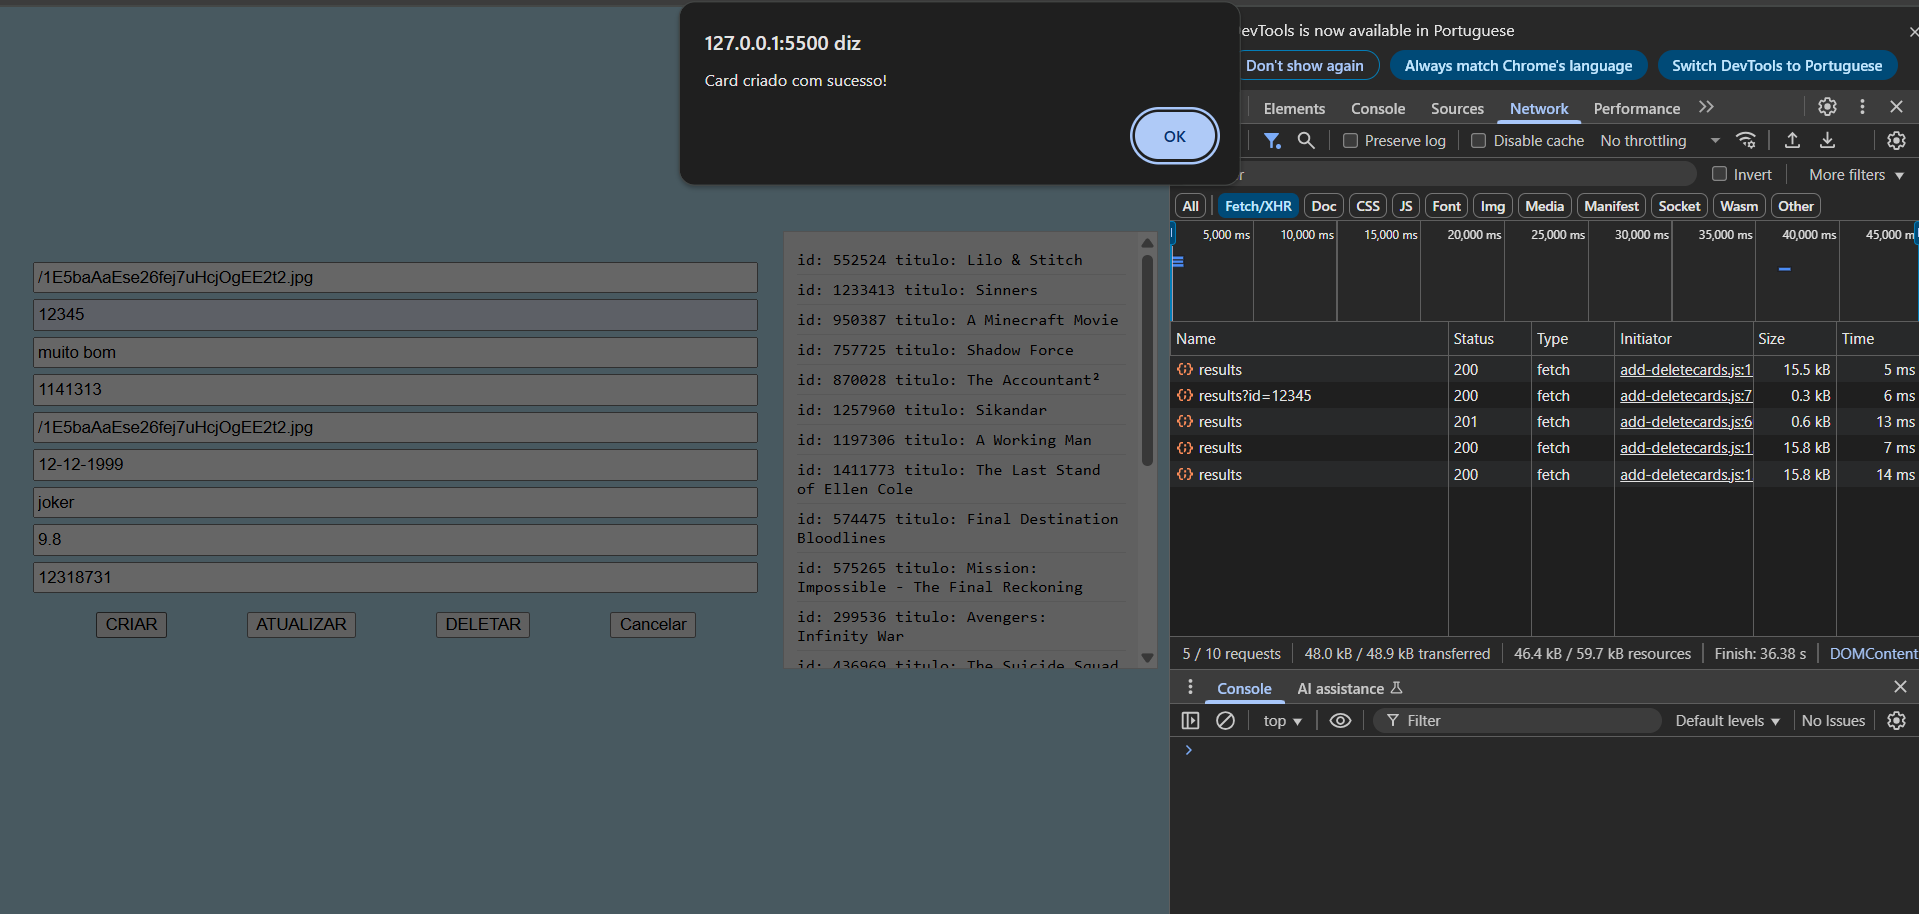 127.0.0.1:5500 diz
Card criado com sucesso!
OK
/1E5baAaEse26fej7uHcjOgEE2t2.jpg
12345
muito bom
1141313
/1E5baAaEse26fej7uHcjOgEE2t2.jpg
12-12-1999
joker
9.8
12318731
CRIAR ATUALIZAR DELETAR Cancelar
id: 552524 titulo: Lilo & Stitch
id: 1233413 titulo: Sinners
id: 950387 titulo: A Minecraft Movie
id: 757725 titulo: Shadow Force
id: 870028 titulo: The Accountant²
id: 1257960 titulo: Sikandar
id: 1197306 titulo: A Working Man
id: 1411773 titulo: The Last Stand
of Ellen Cole
id: 574475 titulo: Final Destination
Bloodlines
id: 575265 titulo: Mission:
Impossible - The Final Reckoning
id: 299536 titulo: Avengers:
Infinity War
id: 436969 titulo: The Suicide Squad
evTools is now available in Portuguese
Don't show again Always match Chrome's language Switch DevTools to Portuguese
Elements Console Sources Network Performance
Preserve log Disable cache No throttling
r Invert More filters
All Fetch/XHR Doc CSS JS Font Img Media Manifest Socket Wasm Other
5,000 ms 10,000 ms 15,000 ms 20,000 ms 25,000 ms 30,000 ms 35,000 ms 40,000 m 45,000 m
Name Status Type Initiator Size Time
results 200 fetch add-deletecards.js:1 15.5 kB 5 ms
results?id=12345 200 fetch add-deletecards.js:7 0.3 kB 6 ms
results 201 fetch add-deletecards.js:6 0.6 kB 13 ms
results 200 fetch add-deletecards.js:1 15.8 kB 7 ms
results 200 fetch add-deletecards.js:1 15.8 kB 14 ms
5 / 10 requests 48.0 kB / 48.9 kB transferred 46.4 kB / 59.7 kB resources Finish: 36.38 s DOMContent
Console AI assistance
top Filter Default levels No Issues